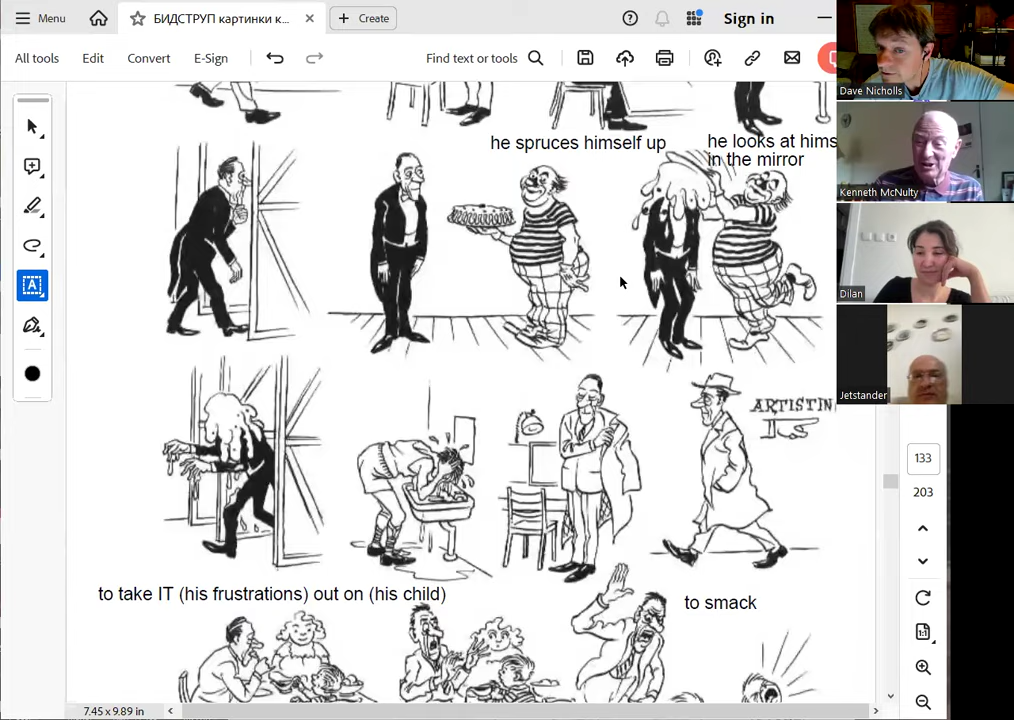 Menu
БИДСТРУП картинки к...
Create
Sign in
All tools
Edit
Convert
E-Sign
Find text or tools
he spruces himself up
he looks at hims
in the mirror
ARTISTIN
to take IT (his frustrations) out on (his child)
to smack
Dave Nicholls
Kenneth McNulty
Dilan
Jetstander
133
203
1:1
7.45 x 9.89 in